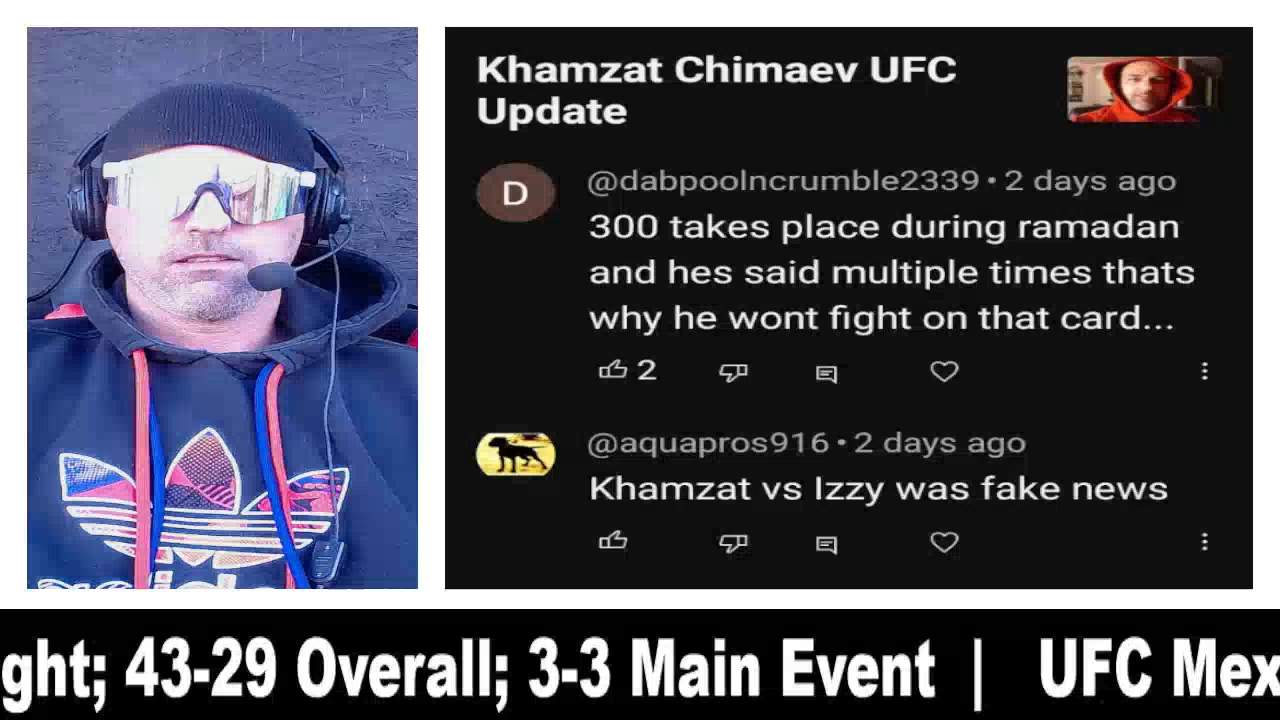 Khamzat Chimaev UFC
Update
D
@dabpoolncrumble2339 • 2 days ago
300 takes place during ramadan
and hes said multiple times thats
why he wont fight on that card...
2
@aquapros916 • 2 days ago
Khamzat vs Izzy was fake news
ght; 43-29 Overall; 3-3 Main Event | UFC Mex